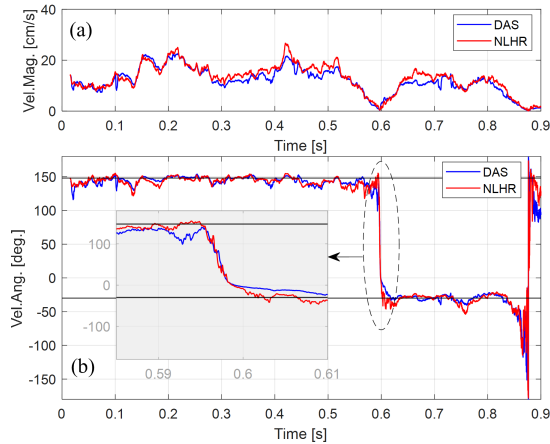 40
20
0
Vel.Mag. [cm/s]
(a)
DAS
NLHR
0 0.1 0.2 0.3 0.4 0.5 0.6 0.7 0.8 0.9
Time [s]
150
100
50
0
-50
-100
-150
Vel.Ang. [deg.]
DAS
NLHR
100
0
-100
0.59 0.6 0.61
(b)
0 0.1 0.2 0.3 0.4 0.5 0.6 0.7 0.8 0.9
Time [s]